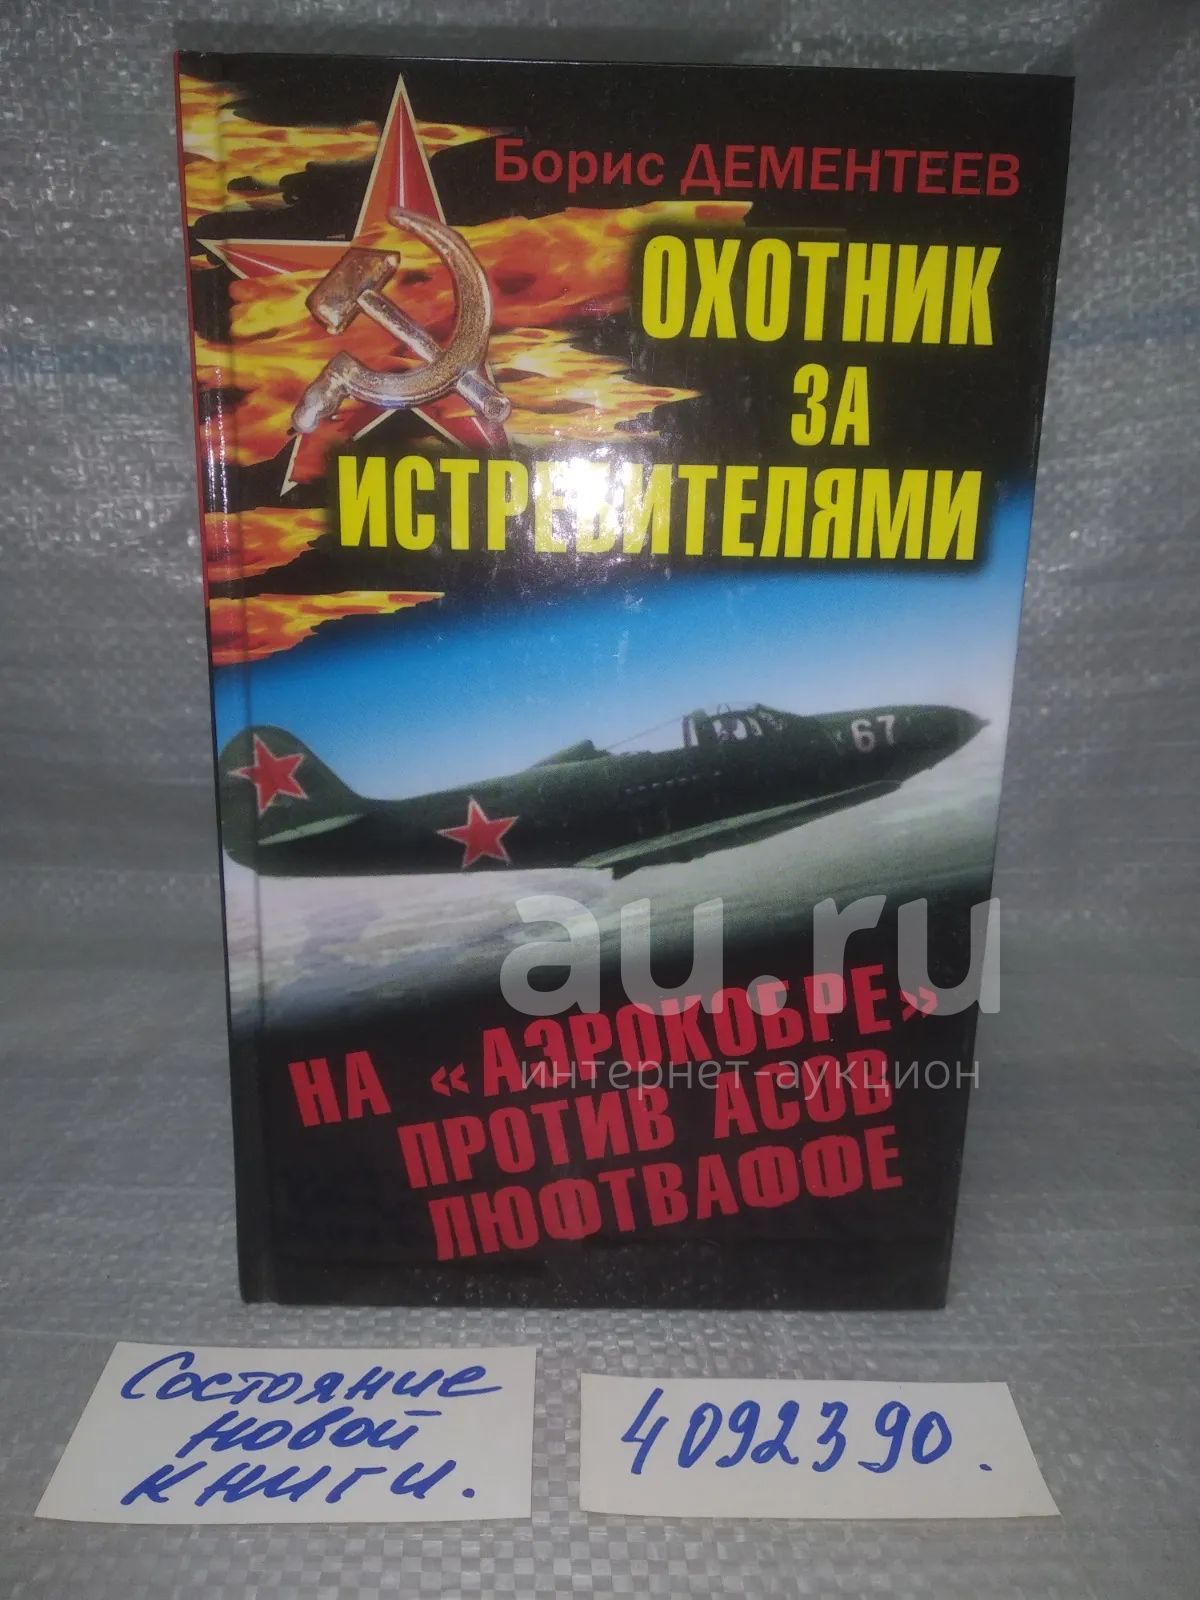 Борис ДЕМЕНТЕЕВ
ОХОТНИК
ЗА
ИСТРЕБИТЕЛЯМИ
67
au.ru
интернет-аукцион
НА «АЭРОКОБРЕ»
ПРОТИВ АСОВ
ЛЮФТВАФФЕ
Состояние
новой
книги.
4092390.